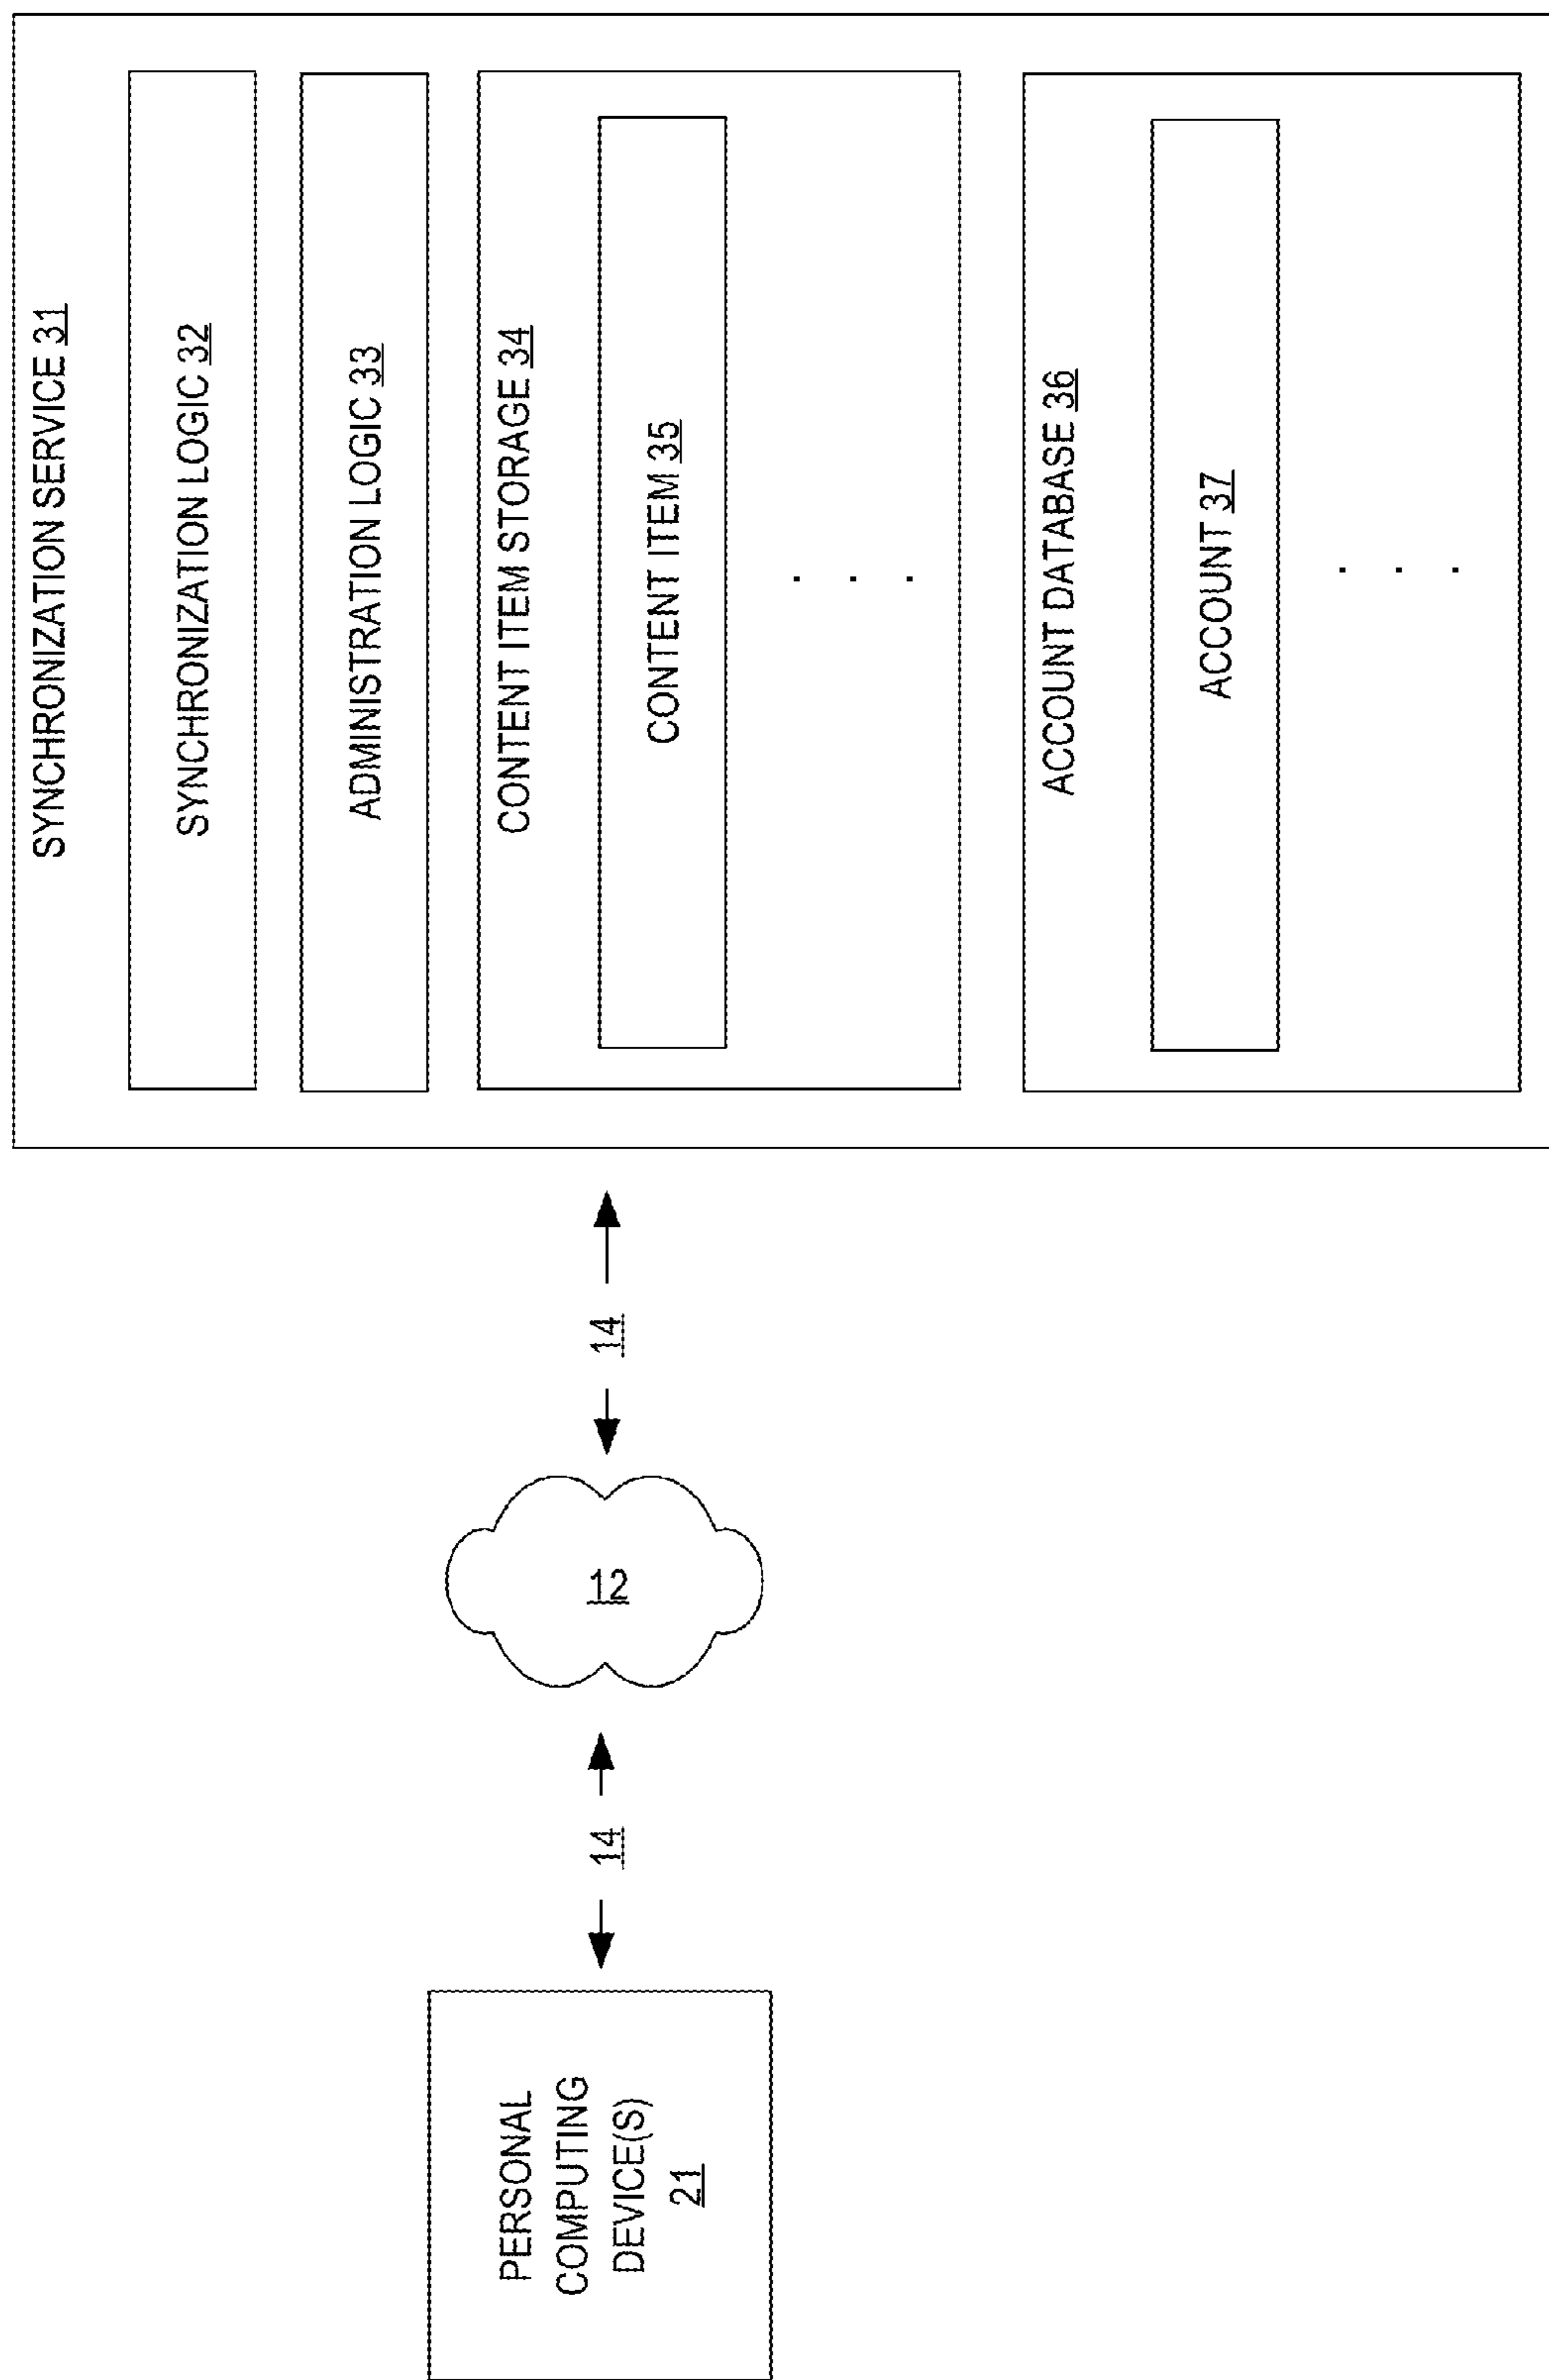 SYNCHRONIZATION SERVICE 31
SYNCHRONIZATION LOGIC 32
ADMINISTRATION LOGIC 33
CONTENT ITEM STORAGE 34
CONTENT ITEM 35
. . .
ACCOUNT DATABASE 36
ACCOUNT 37
. . .
14
12
14
PERSONAL
COMPUTING
DEVICE(S)
21